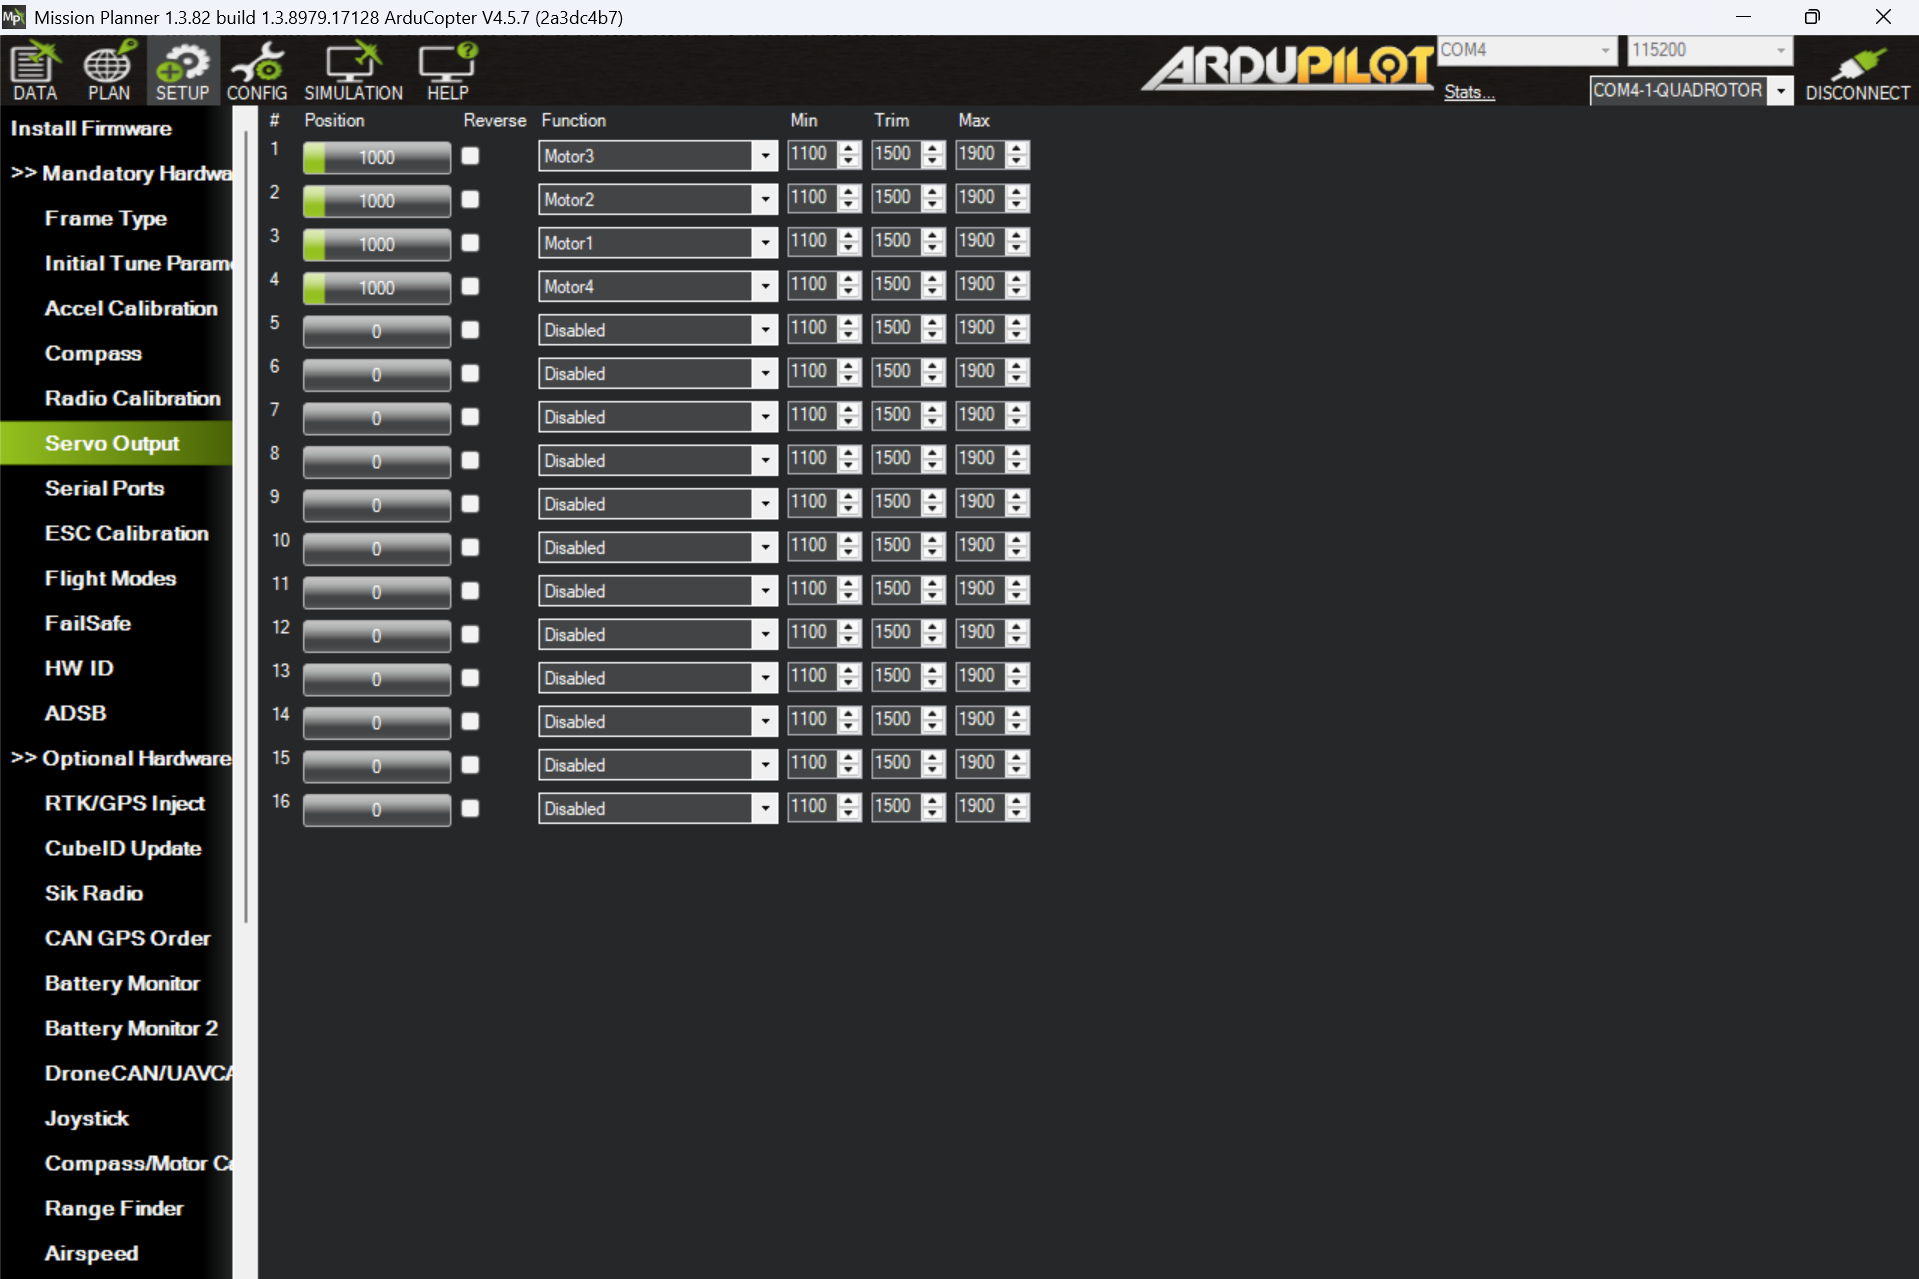 Mission Planner 1.3.82 build 1.3.8979.17128 ArduCopter V4.5.7 (2a3dc4b7)
DATA PLAN SETUP CONFIG SIMULATION HELP
ARDUPILOT
COM4 115200
Stats... COM4-1-QUADROTOR DISCONNECT
Install Firmware
>> Mandatory Hardwa
Frame Type
Initial Tune Param
Accel Calibration
Compass
Radio Calibration
Servo Output
Serial Ports
ESC Calibration
Flight Modes
FailSafe
HW ID
ADSB
>> Optional Hardware
RTK/GPS Inject
CubeID Update
Sik Radio
CAN GPS Order
Battery Monitor
Battery Monitor 2
DroneCAN/UAVCA
Joystick
Compass/Motor Ca
Range Finder
Airspeed
# Position Reverse Function Min Trim Max
1 1000 Motor3 1100 1500 1900
2 1000 Motor2 1100 1500 1900
3 1000 Motor1 1100 1500 1900
4 1000 Motor4 1100 1500 1900
5 0 Disabled 1100 1500 1900
6 0 Disabled 1100 1500 1900
7 0 Disabled 1100 1500 1900
8 0 Disabled 1100 1500 1900
9 0 Disabled 1100 1500 1900
10 0 Disabled 1100 1500 1900
11 0 Disabled 1100 1500 1900
12 0 Disabled 1100 1500 1900
13 0 Disabled 1100 1500 1900
14 0 Disabled 1100 1500 1900
15 0 Disabled 1100 1500 1900
16 0 Disabled 1100 1500 1900